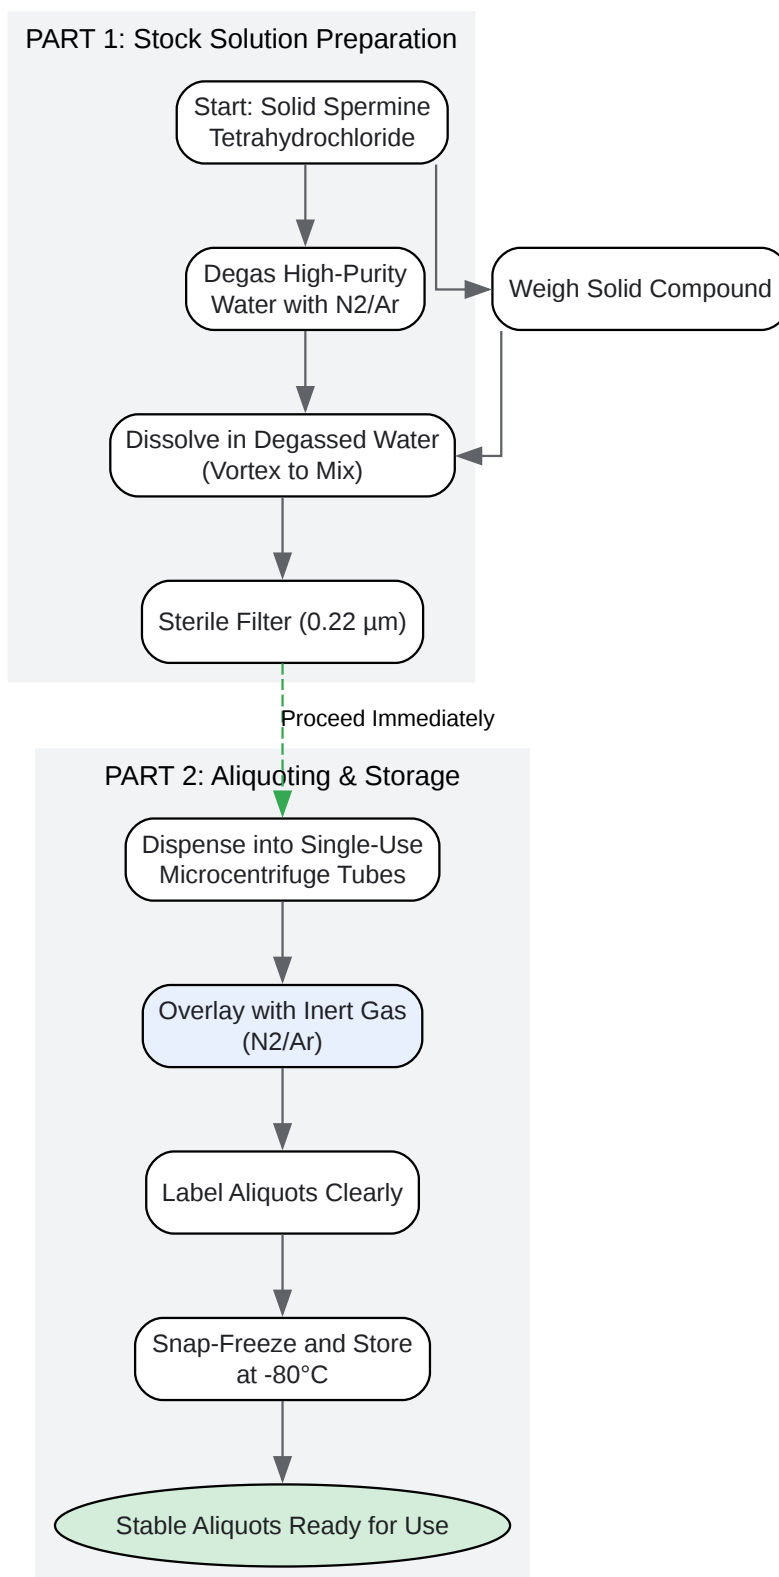 PART 1: Stock Solution Preparation
Start: Solid Spermine
Tetrahydrochloride
Degas High-Purity
Water with N2/Ar
Weigh Solid Compound
Dissolve in Degassed Water
(Vortex to Mix)
Sterile Filter (0.22 µm)
Proceed Immediately
PART 2: Aliquoting & Storage
Dispense into Single-Use
Microcentrifuge Tubes
Overlay with Inert Gas
(N2/Ar)
Label Aliquots Clearly
Snap-Freeze and Store
at -80°C
Stable Aliquots Ready for Use